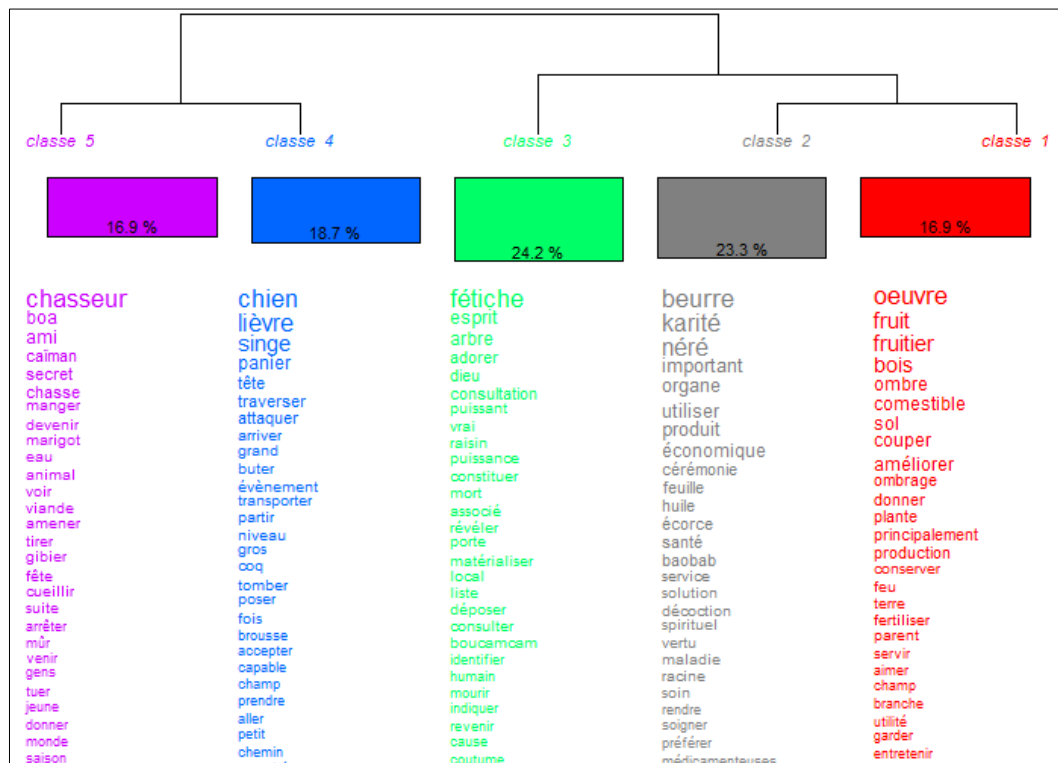 classe 5
classe 4
classe 3
classe 2
classe 1
16.9 %
18.7 %
24.2 %
23.3 %
16.9 %
chasseur
boa
ami
caïman
secret
chasse
manger
devenir
marigot
eau
animal
voir
viande
amener
tirer
gibier
fête
cueillir
suite
arrêter
mûr
venir
gens
tuer
jeune
donner
monde
saison
chien
lièvre
singe
panier
tête
traverser
attaquer
arriver
grand
buter
évènement
transporter
partir
niveau
gros
coq
tomber
poser
fois
brousse
accepter
capable
champ
prendre
aller
petit
chemin
fétiche
esprit
arbre
adorer
dieu
consultation
puissant
vrai
raisin
puissance
constituer
mort
associé
révéler
porte
matérialiser
local
liste
déposer
consulter
boucamcam
identifier
humain
mourir
indiquer
revenir
cause
coutume
beurre
karité
néré
important
organe
utiliser
produit
économique
cérémonie
feuille
huile
écorce
santé
baobab
service
solution
décoction
spirituel
vertu
maladie
racine
soin
rendre
soigner
préférer
médicamenteuses
oeuvre
fruit
fruitier
bois
ombre
comestible
sol
couper
améliorer
ombrage
donner
plante
principalement
production
conserver
feu
terre
fertiliser
parent
servir
aimer
champ
branche
utilité
garder
entretenir